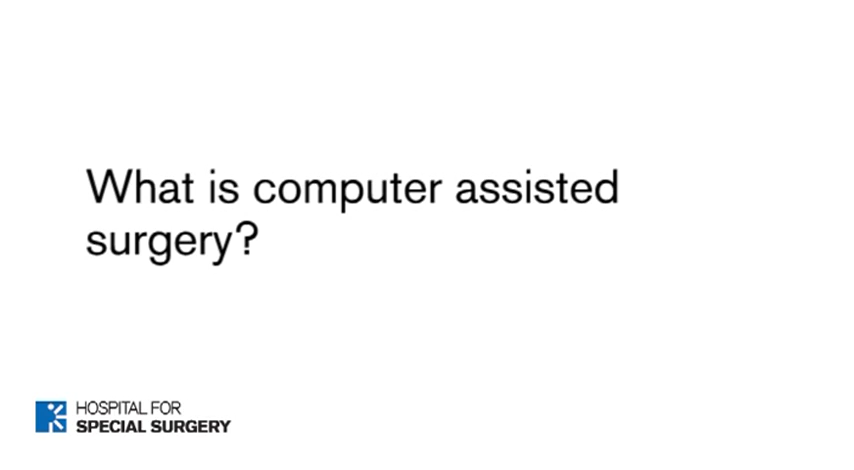 What is computer assisted
surgery?
HOSPITAL FOR
SPECIAL SURGERY